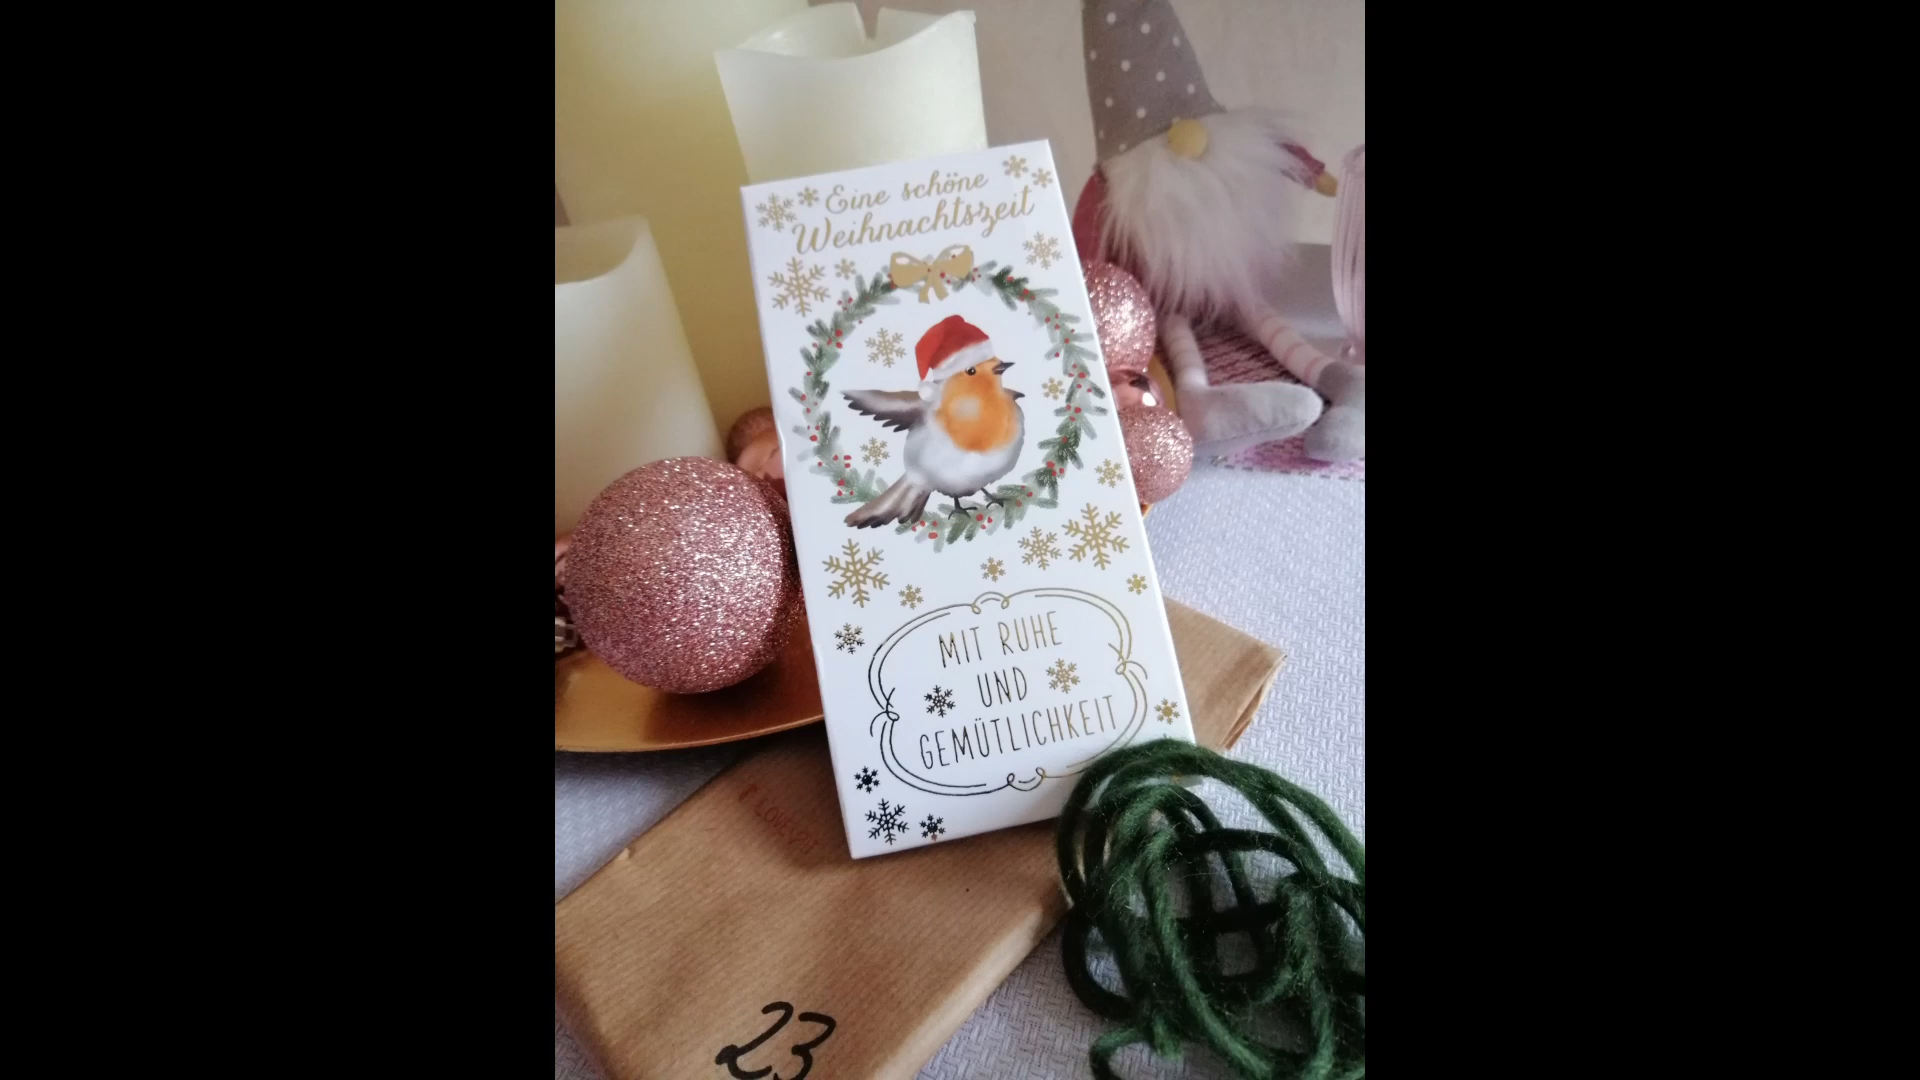 Eine schöne
Weihnachtszeit
MIT RUHE
UND
GEMÜTLICHKEIT
23